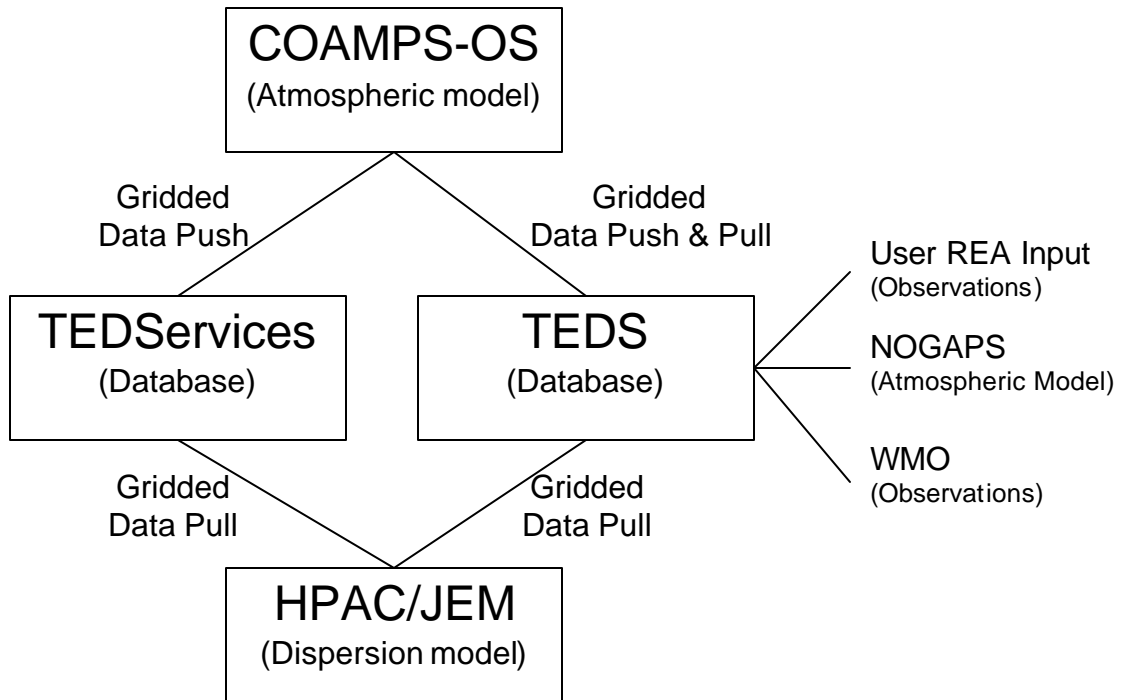 COAMPS-OS
(Atmospheric model)
Gridded
Data Push
Gridded
Data Push & Pull
TEDServices
(Database)
TEDS
(Database)
User REA Input
(Observations)
NOGAPS
(Atmospheric Model)
WMO
(Observations)
Gridded
Data Pull
Gridded
Data Pull
HPAC/JEM
(Dispersion model)